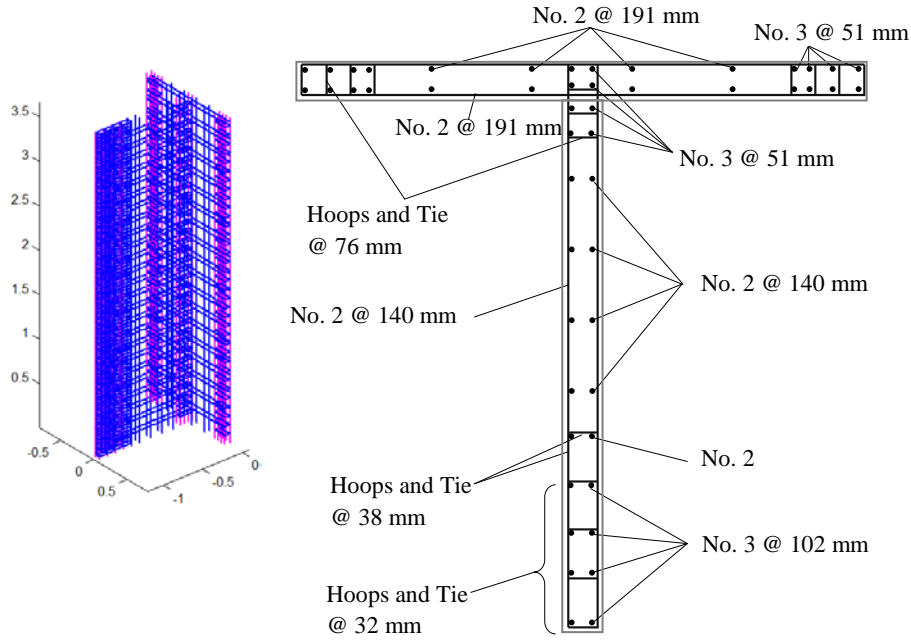 No. 2 @ 191 mm
No. 3 @ 51 mm
No. 2 @ 191 mm
No. 3 @ 51 mm
Hoops and Tie
@ 76 mm
No. 2 @ 140 mm
No. 2 @ 140 mm
No. 2
Hoops and Tie
@ 38 mm
No. 3 @ 102 mm
Hoops and Tie
@ 32 mm
3.5
3
2.5
2
1.5
1
0.5
-0.5
0
0.5
-1
-0.5
0